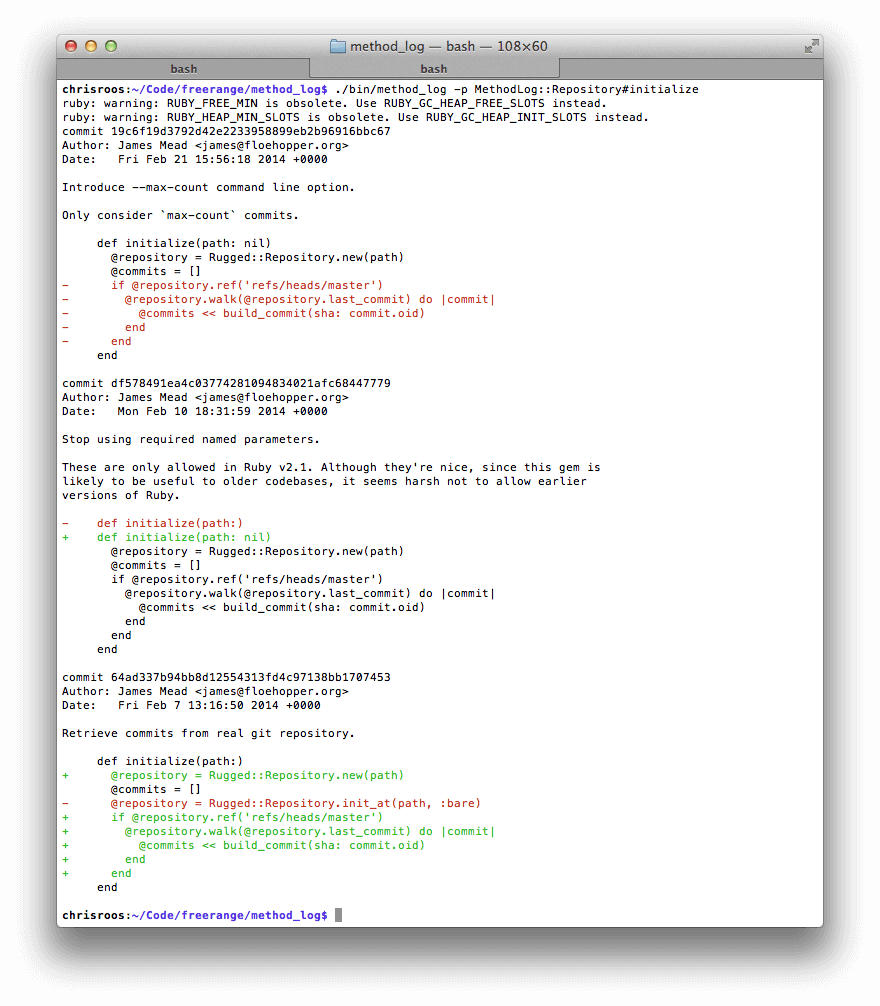 method_log — bash — 108×60
bash bash
chrisroos:~/Code/freerange/method_log$ ./bin/method_log -p MethodLog::Repository#initialize
ruby: warning: RUBY_FREE_MIN is obsolete. Use RUBY_GC_HEAP_FREE_SLOTS instead.
ruby: warning: RUBY_HEAP_MIN_SLOTS is obsolete. Use RUBY_GC_HEAP_INIT_SLOTS instead.
commit 19c6f19d3792d42e2233958899eb2b96916bbc67
Author: James Mead <james@floehopper.org>
Date:   Fri Feb 21 15:56:18 2014 +0000

Introduce --max-count command line option.

Only consider `max-count` commits.

     def initialize(path: nil)
       @repository = Rugged::Repository.new(path)
       @commits = []
-      if @repository.ref('refs/heads/master')
-        @repository.walk(@repository.last_commit) do |commit|
-          @commits << build_commit(sha: commit.oid)
-        end
-      end
     end

commit df578491ea4c03774281094834021afc68447779
Author: James Mead <james@floehopper.org>
Date:   Mon Feb 10 18:31:59 2014 +0000

Stop using required named parameters.

These are only allowed in Ruby v2.1. Although they're nice, since this gem is
likely to be useful to older codebases, it seems harsh not to allow earlier
versions of Ruby.

-    def initialize(path:)
+    def initialize(path: nil)
       @repository = Rugged::Repository.new(path)
       @commits = []
       if @repository.ref('refs/heads/master')
         @repository.walk(@repository.last_commit) do |commit|
           @commits << build_commit(sha: commit.oid)
         end
       end
     end

commit 64ad337b94bb8d12554313fd4c97138bb1707453
Author: James Mead <james@floehopper.org>
Date:   Fri Feb 7 13:16:50 2014 +0000

Retrieve commits from real git repository.

     def initialize(path:)
+      @repository = Rugged::Repository.new(path)
       @commits = []
-      @repository = Rugged::Repository.init_at(path, :bare)
+      if @repository.ref('refs/heads/master')
+        @repository.walk(@repository.last_commit) do |commit|
+          @commits << build_commit(sha: commit.oid)
+        end
+      end
     end

chrisroos:~/Code/freerange/method_log$